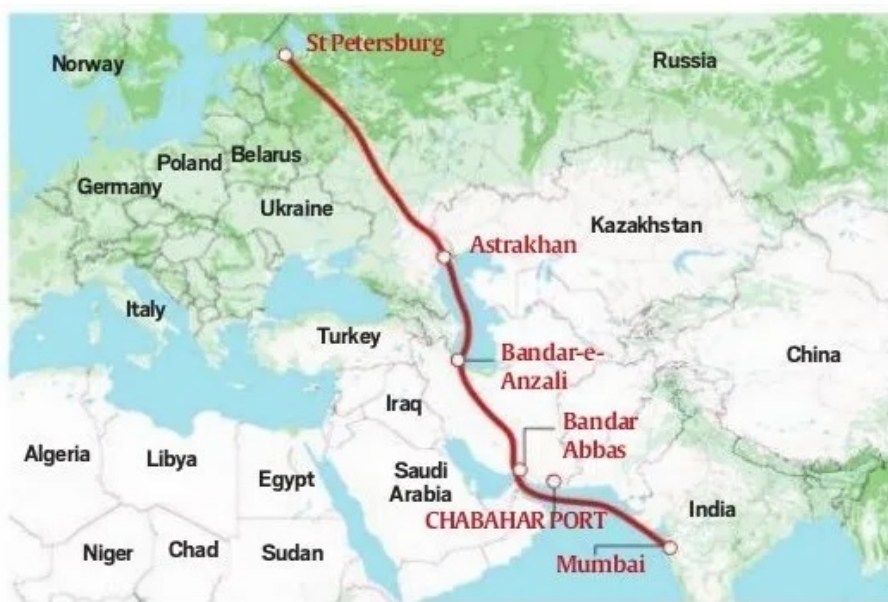 St Petersburg
Norway
Russia
Poland
Belarus
Germany
Ukraine
Kazakhstan
Astrakhan
Italy
Turkey
Bandar-e-
Anzali
China
Iraq
Bandar
Abbas
Algeria
Libya
Egypt
Saudi
Arabia
India
CHABAHAR PORT
Niger
Chad
Sudan
Mumbai